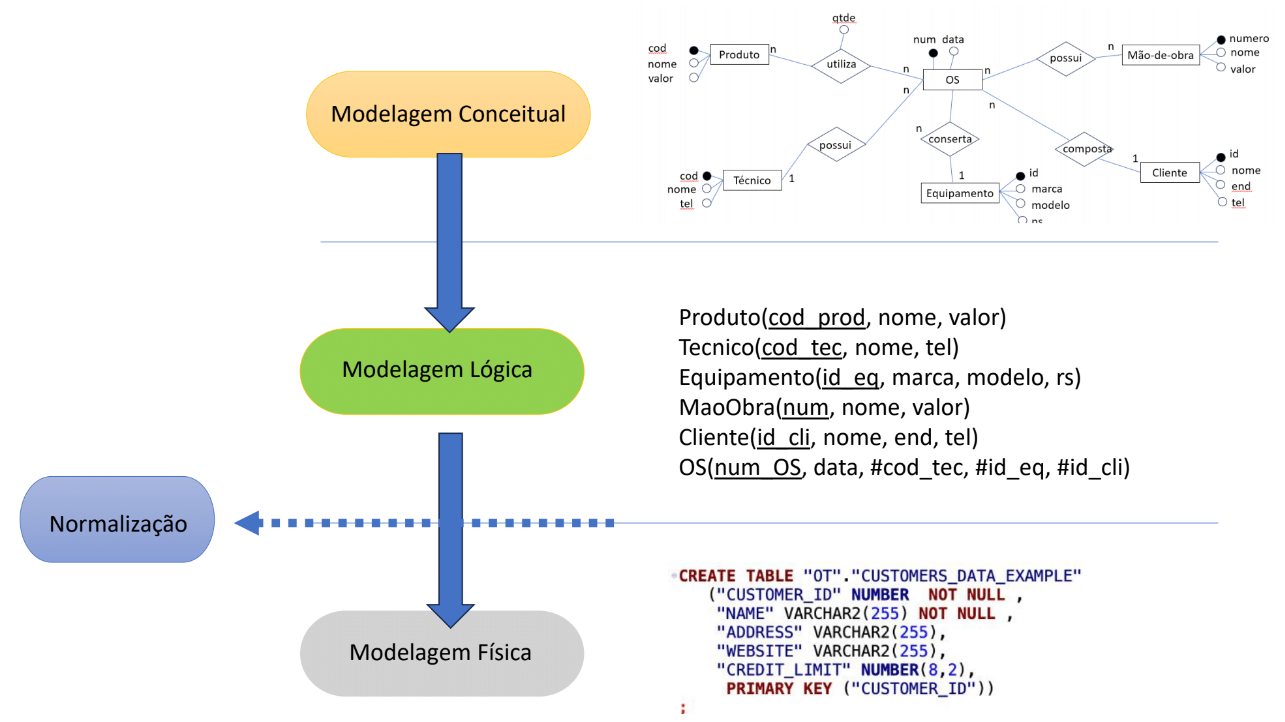 Modelagem Conceitual
cod
nome
valor
Produto
n
qtde
utiliza
n
num data
OS
n
n
possui
n
Mão-de-obra
numero
nome
valor
n
possui
cod
nome
tel
Técnico
1
n
conserta
1
Equipamento
id
marca
modelo
composta
1
Cliente
id
nome
end
tel
Modelagem Lógica
Produto(cod_prod, nome, valor)
Tecnico(cod_tec, nome, tel)
Equipamento(id_eq, marca, modelo, rs)
MaoObra(num, nome, valor)
Cliente(id_cli, nome, end, tel)
OS(num_OS, data, #cod_tec, #id_eq, #id_cli)
Normalização
Modelagem Física
CREATE TABLE "OT"."CUSTOMERS_DATA_EXAMPLE"
("CUSTOMER_ID" NUMBER NOT NULL ,
"NAME" VARCHAR2(255) NOT NULL ,
"ADDRESS" VARCHAR2(255),
"WEBSITE" VARCHAR2(255),
"CREDIT_LIMIT" NUMBER(8,2),
PRIMARY KEY ("CUSTOMER_ID"))
;